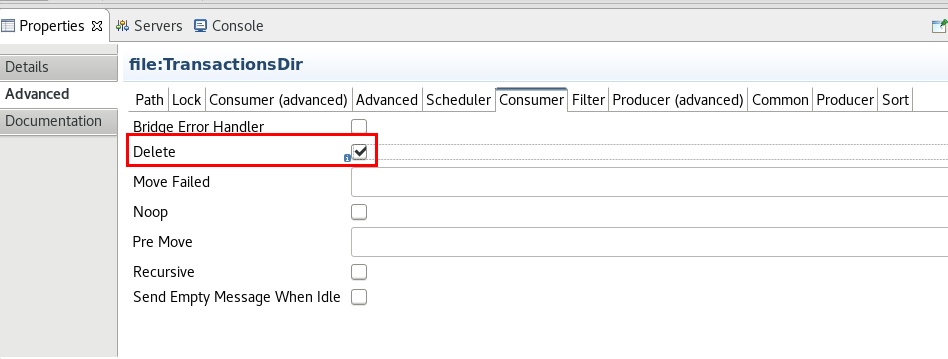 Properties Servers Console
Details
Advanced
Documentation
file:TransactionsDir
Path Lock Consumer (advanced) Advanced Scheduler Consumer Filter Producer (advanced) Common Producer Sort
Bridge Error Handler
Delete
Move Failed
Noop
Pre Move
Recursive
Send Empty Message When Idle